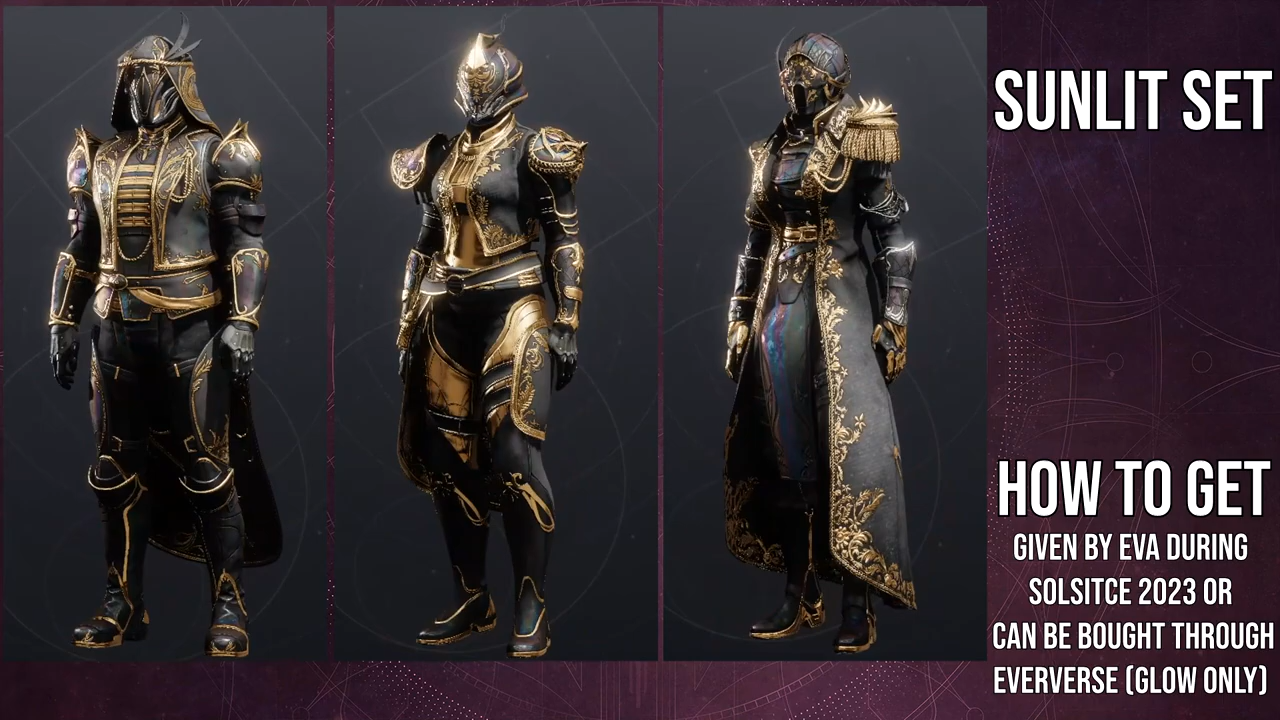 SUNLIT SET
HOW TO GET
GIVEN BY EVA DURING
SOLSITCE 2023 OR
CAN BE BOUGHT THROUGH
EVERVERSE (GLOW ONLY)